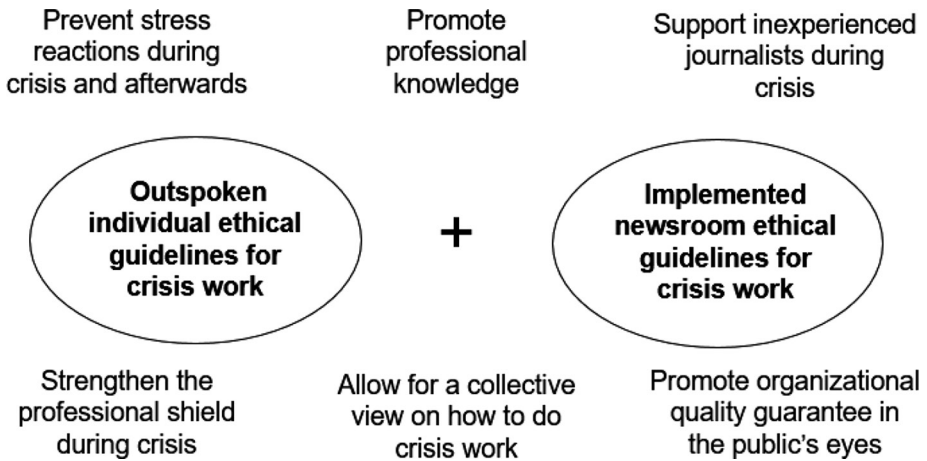 Prevent stress
reactions during
crisis and afterwards
Promote
professional
knowledge
Support inexperienced
journalists during
crisis
Outspoken
individual ethical
guidelines for
crisis work
+
Implemented
newsroom ethical
guidelines for
crisis work
Strengthen the
professional shield
during crisis
Allow for a collective
view on how to do
crisis work
Promote organizational
quality guarantee in
the public's eyes